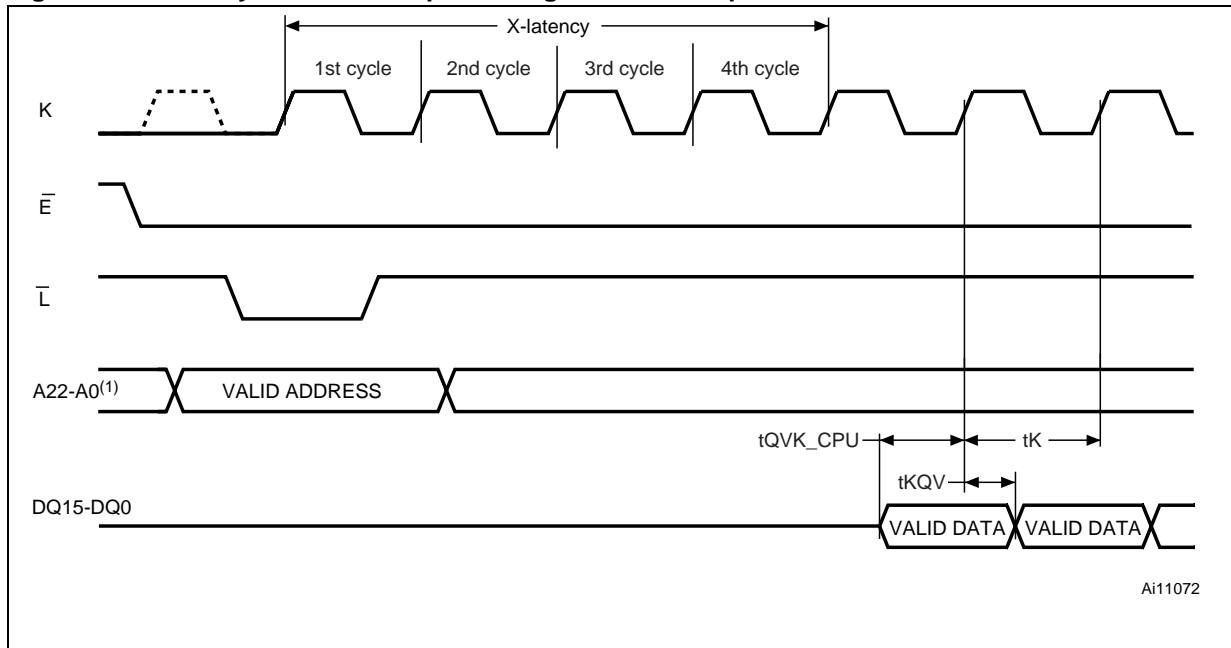 X-latency
1st cycle 2nd cycle 3rd cycle 4th cycle
K
E̅
L̅
A22-A0(1) VALID ADDRESS
tQVK_CPU tK
tKQV
DQ15-DQ0
VALID DATA VALID DATA
Ai11072